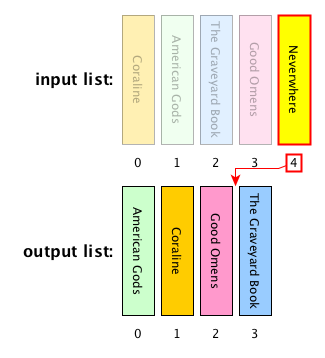 input list:
Coraline
American Gods
The Graveyard Book
Good Omens
Neverwhere
0 1 2 3 4
output list:
American Gods
Coraline
Good Omens
The Graveyard Book
0 1 2 3